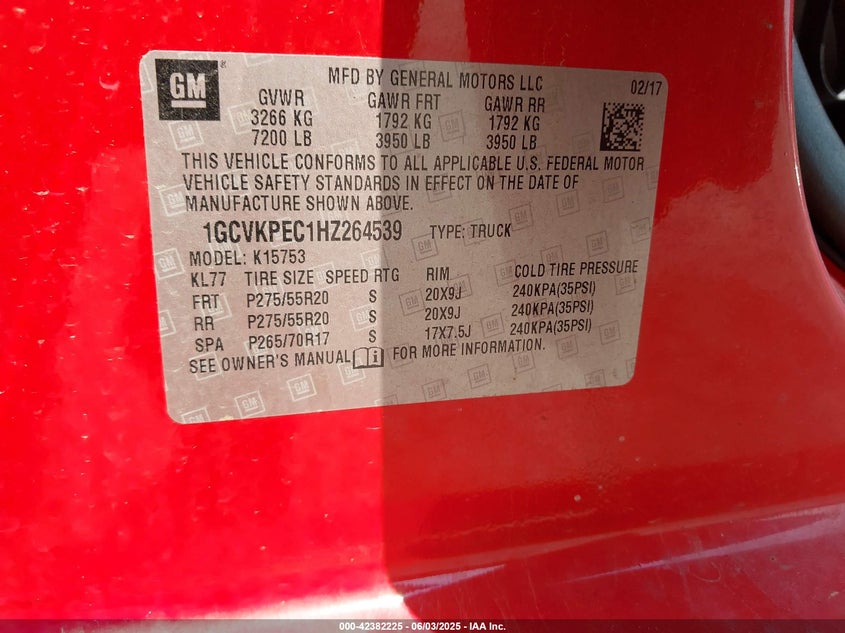 GM ® MFD BY GENERAL MOTORS LLC 02/17
GVWR GAWR FRT GAWR RR
3266 KG 1792 KG 1792 KG
7200 LB 3950 LB 3950 LB
THIS VEHICLE CONFORMS TO ALL APPLICABLE U.S. FEDERAL MOTOR
VEHICLE SAFETY STANDARDS IN EFFECT ON THE DATE OF
MANUFACTURE SHOWN ABOVE.
1GCVKPEC1HZ264539 TYPE: TRUCK
MODEL: K15753
KL77 TIRE SIZE SPEED RTG RIM COLD TIRE PRESSURE
FRT P275/55R20 S 20X9J 240KPA(35PSI)
RR P275/55R20 S 20X9J 240KPA(35PSI)
SPA P265/70R17 S 17X7.5J 240KPA(35PSI)
SEE OWNER'S MANUAL FOR MORE INFORMATION.
000-42382225 - 06/03/2025 - IAA Inc.